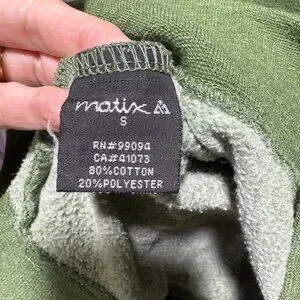 matix
S
RN#99094
CA#41073
80%COTTON
20%POLYESTER